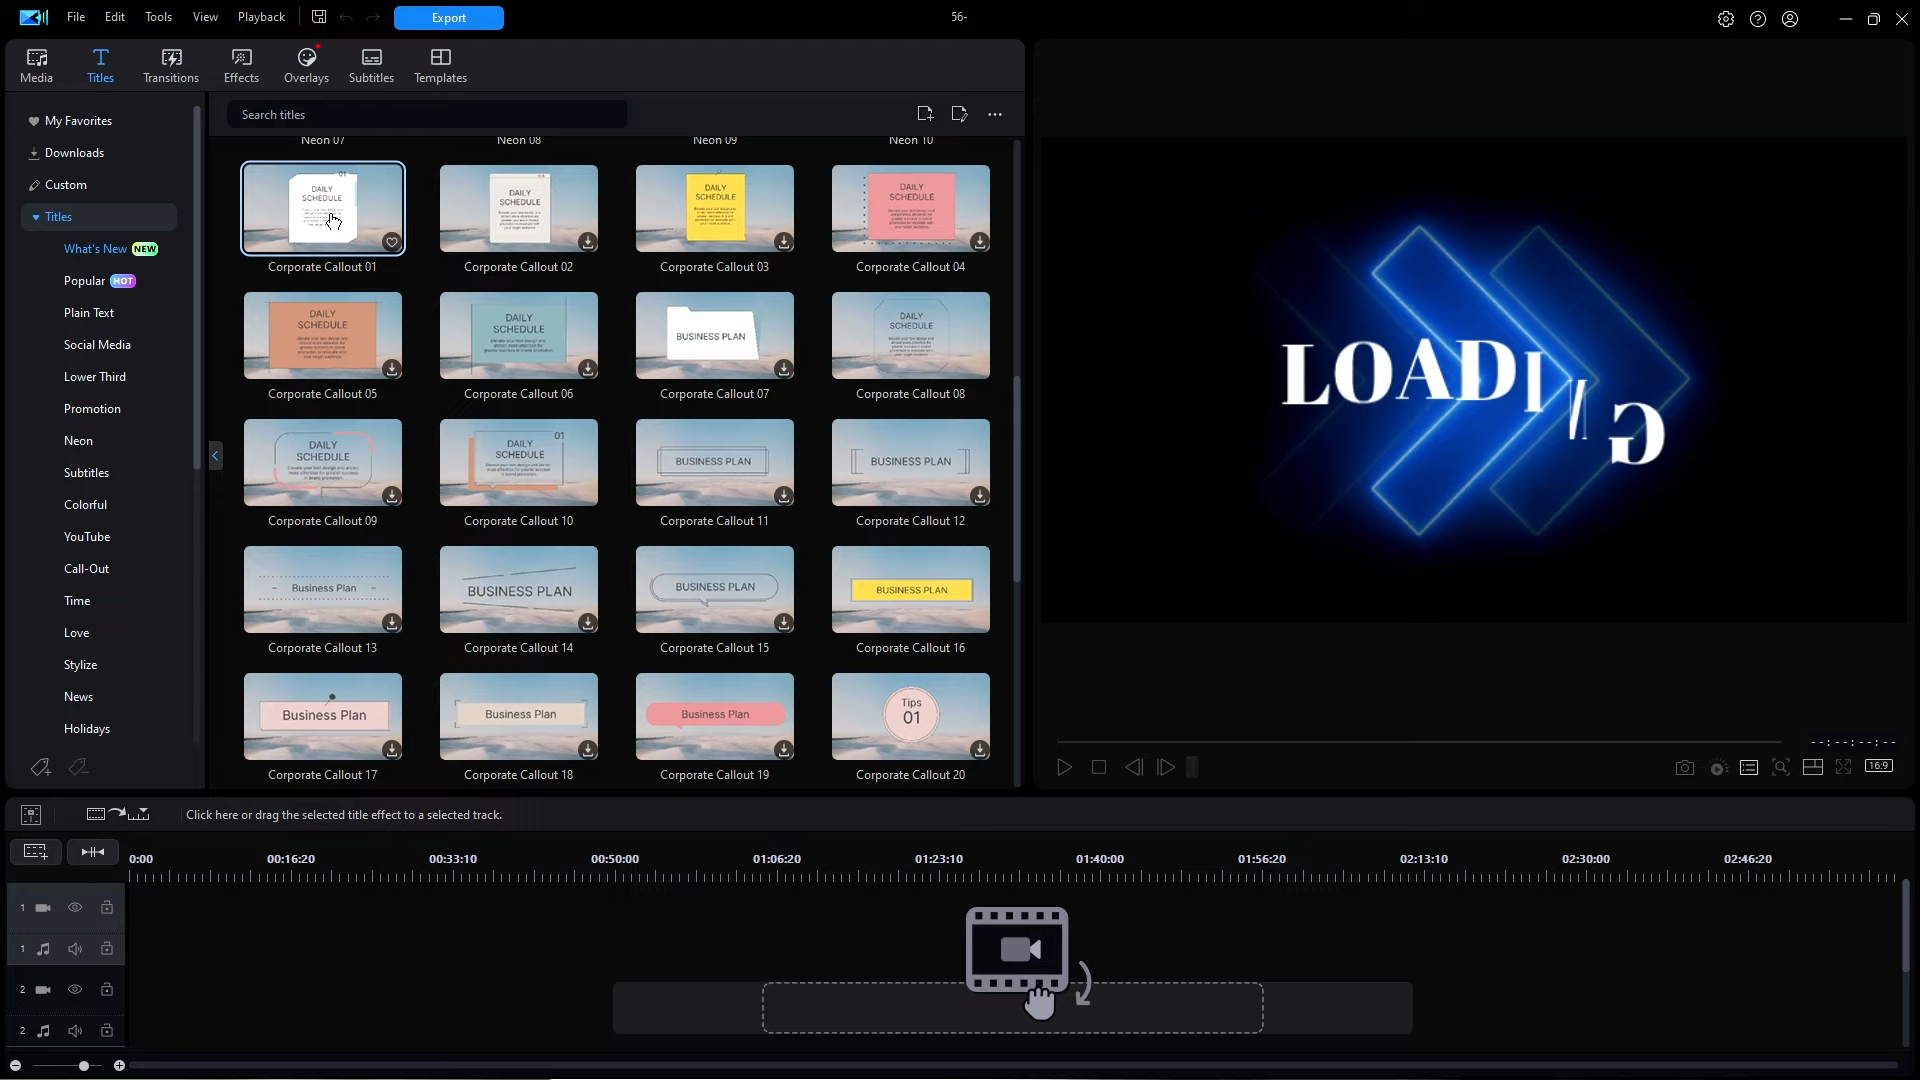 File Edit Tools View Playback Export 56-
Media Titles Transitions Effects Overlays Subtitles Templates
My Favorites
Downloads
Custom
Titles
What's New NEW
Popular HOT
Plain Text
Social Media
Lower Third
Promotion
Neon
Subtitles
Colorful
YouTube
Call-Out
Time
Love
Stylize
News
Holidays
Search titles
Neon 07 Neon 08 Neon 09 Neon 10
01
DAILY
SCHEDULE
DAILY
SCHEDULE
DAILY
SCHEDULE
DAILY
SCHEDULE
Corporate Callout 01 Corporate Callout 02 Corporate Callout 03 Corporate Callout 04
DAILY
SCHEDULE
DAILY
SCHEDULE
BUSINESS PLAN
DAILY
SCHEDULE
Corporate Callout 05 Corporate Callout 06 Corporate Callout 07 Corporate Callout 08
DAILY
SCHEDULE
01
DAILY
SCHEDULE
BUSINESS PLAN
BUSINESS PLAN
Corporate Callout 09 Corporate Callout 10 Corporate Callout 11 Corporate Callout 12
Business Plan
BUSINESS PLAN
BUSINESS PLAN
BUSINESS PLAN
Corporate Callout 13 Corporate Callout 14 Corporate Callout 15 Corporate Callout 16
Business Plan
Business Plan
Business Plan
Tips
01
Corporate Callout 17 Corporate Callout 18 Corporate Callout 19 Corporate Callout 20
LOADING
--:--:--:--
16:9
Click here or drag the selected title effect to a selected track.
0:00 00:16:20 00:33:10 00:50:00 01:06:20 01:23:10 01:40:00 01:56:20 02:13:10 02:30:00 02:46:20
1
1
2
2